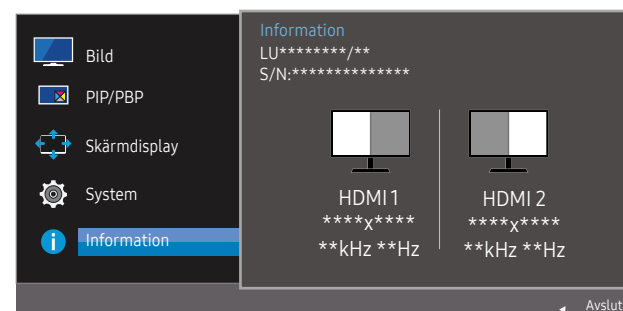 Bild
PIP/PBP
Skärmdisplay
System
Information
Information
LU********/**
S/N:**************
HDMI 1
****x****
**kHz **Hz
HDMI 2
****x****
**kHz **Hz
Avslut